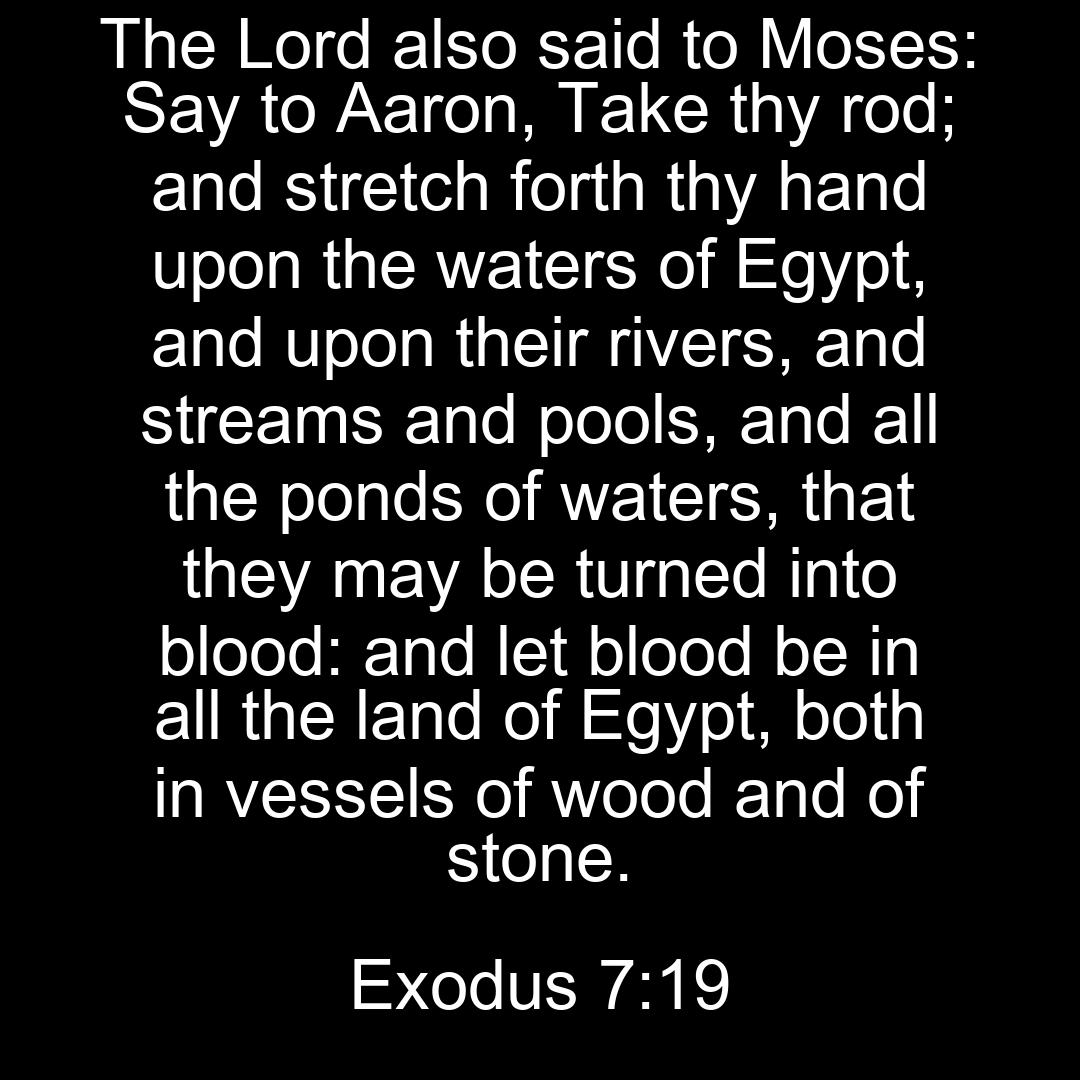 The Lord also said to Moses:
Say to Aaron, Take thy rod;
and stretch forth thy hand
upon the waters of Egypt,
and upon their rivers, and
streams and pools, and all
the ponds of waters, that
they may be turned into
blood: and let blood be in
all the land of Egypt, both
in vessels of wood and of
stone.
Exodus 7:19